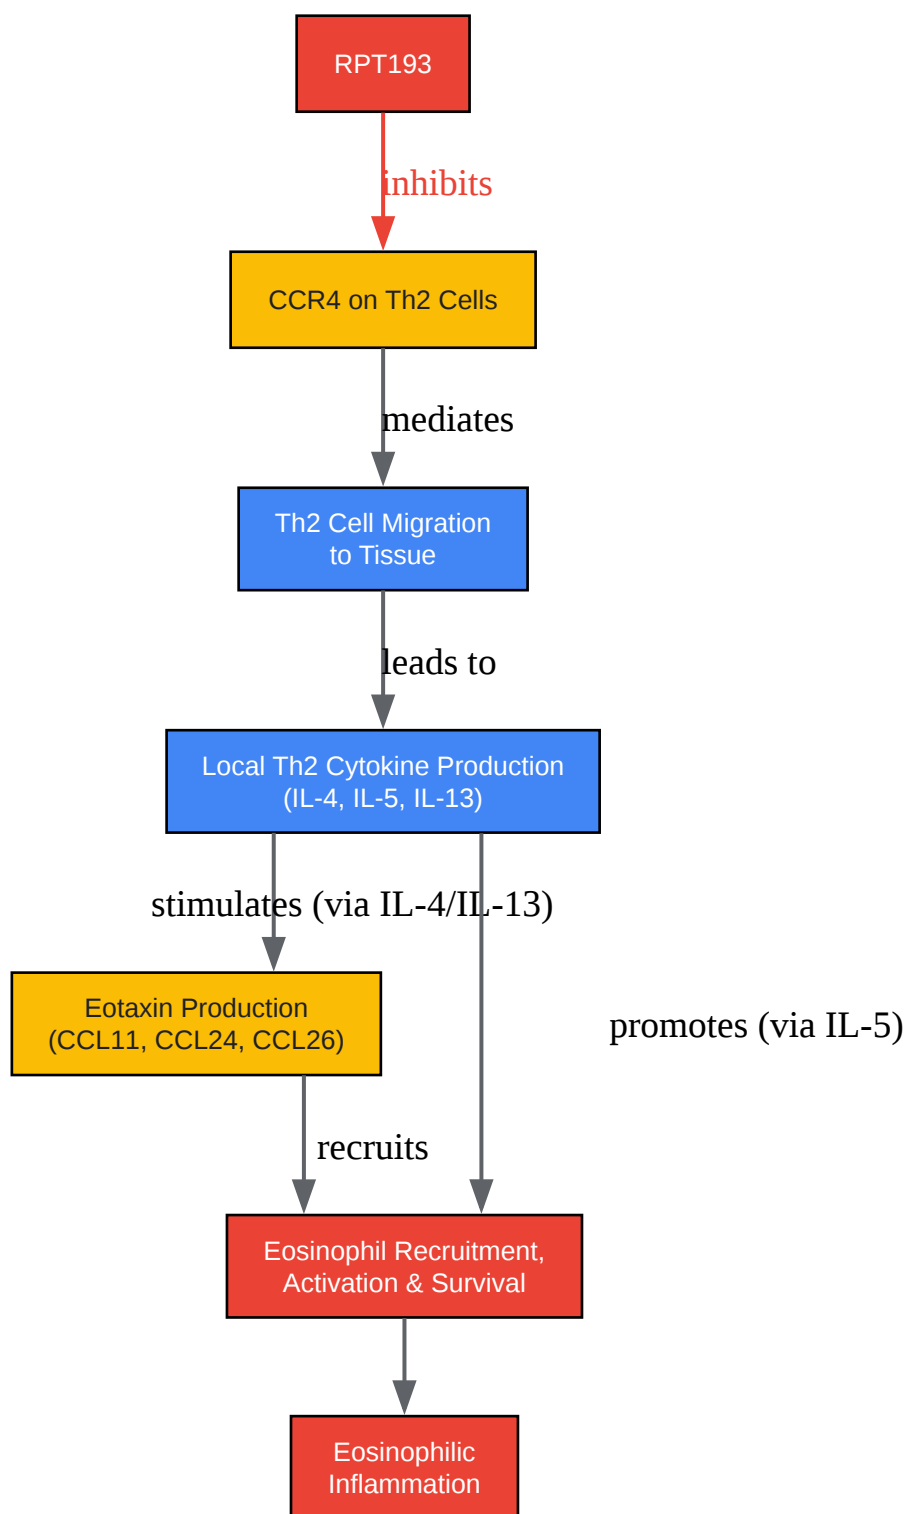 RPT193
inhibits
CCR4 on Th2 Cells
mediates
Th2 Cell Migration
to Tissue
leads to
Local Th2 Cytokine Production
(IL-4, IL-5, IL-13)
stimulates (via IL-4/IL-13)
Eotaxin Production
(CCL11, CCL24, CCL26)
promotes (via IL-5)
recruits
Eosinophil Recruitment,
Activation & Survival
Eosinophilic
Inflammation